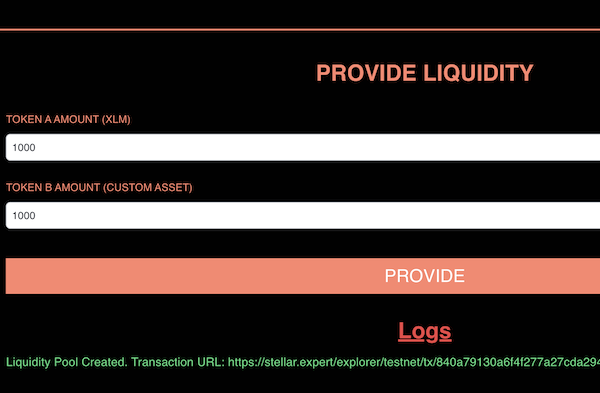 PROVIDE LIQUIDITY
TOKEN A AMOUNT (XLM)
1000
TOKEN B AMOUNT (CUSTOM ASSET)
1000
PROVIDE
Logs
Liquidity Pool Created. Transaction URL: https://stellar.expert/explorer/testnet/tx/840a79130a6f4f277a27cda294